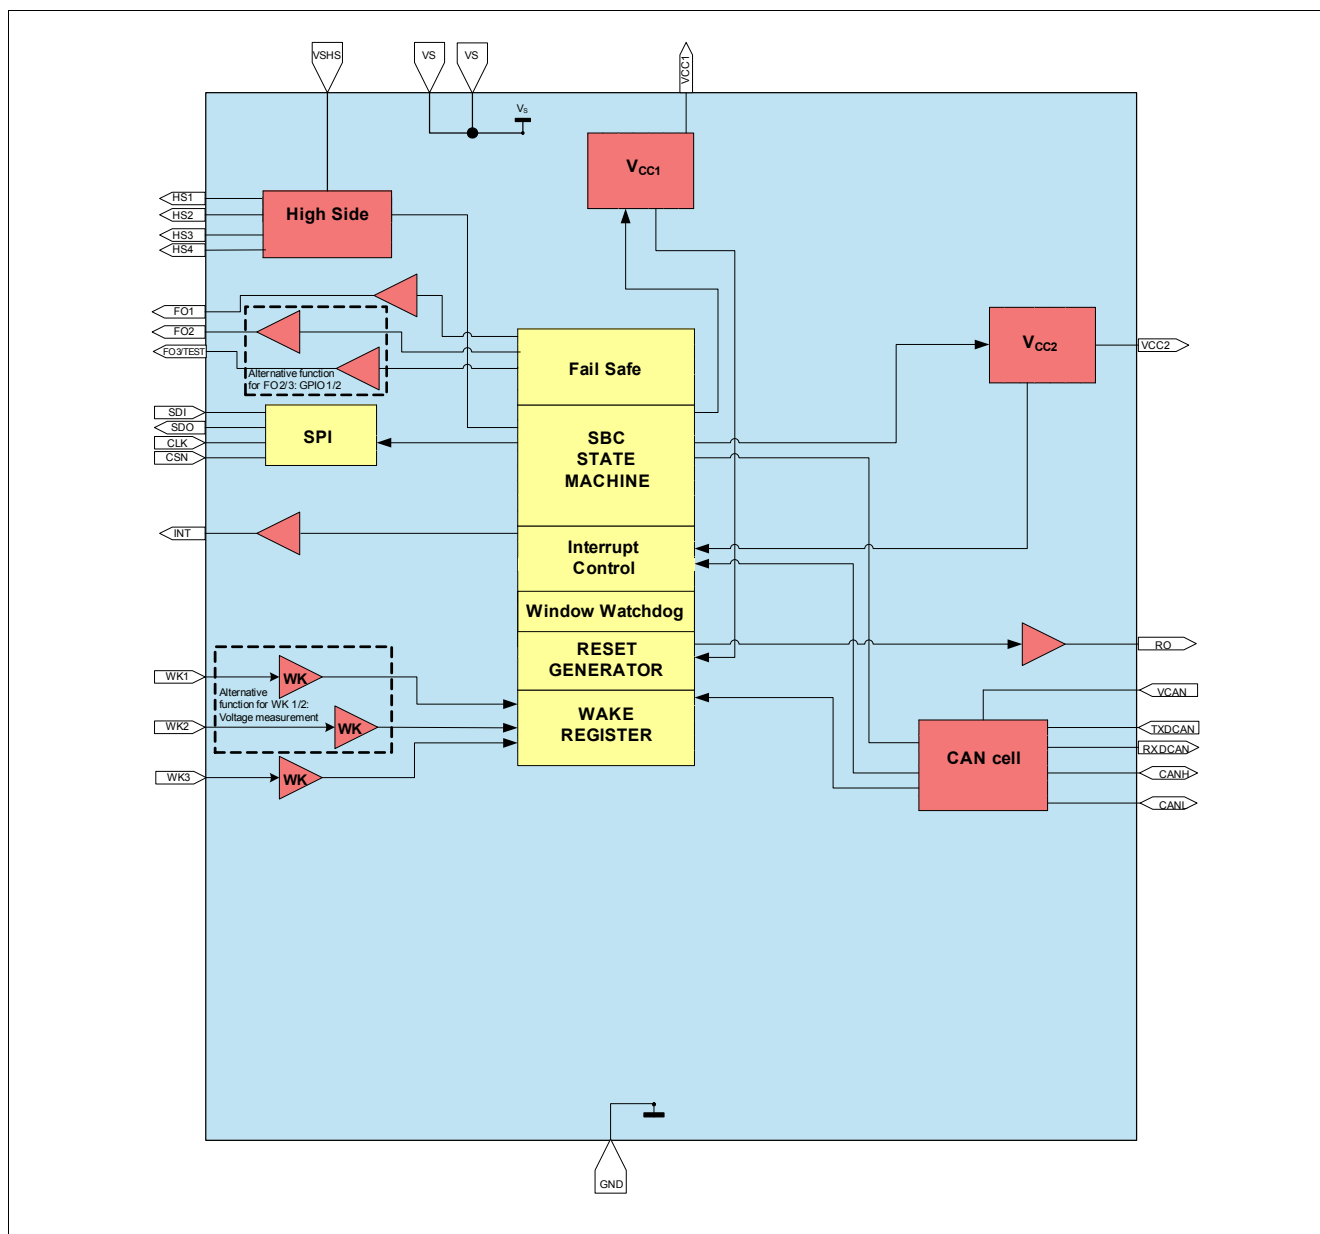 VSHS
VS
VS
VCC1
Vs
VCC1
HS1
HS2
HS3
HS4
High Side
FO1
FO2
FO3/TEST
Alternative function
for FO2/3: GPIO1/2
Fail Safe
VCC2
VCC2
SDI
SDO
CLK
CSN
SPI
SBC
STATE
MACHINE
INT
Interrupt
Control
Window Watchdog
RESET
GENERATOR
RO
WK1
WK
Alternative
function for WK 1/2:
Voltage measurement
WK2
WK
WK3
WK
WAKE
REGISTER
VCAN
TXDCAN
RXDCAN
CANH
CANL
CAN cell
GND